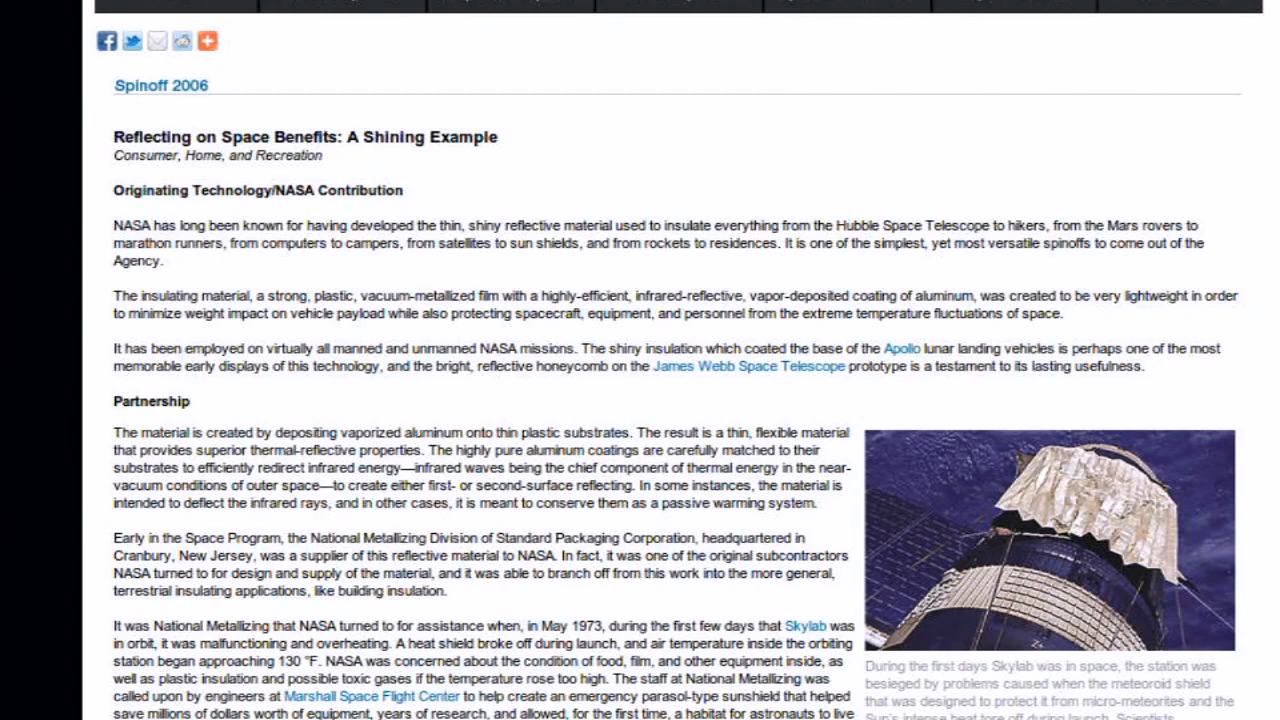 Spinoff 2006
Reflecting on Space Benefits: A Shining Example
Consumer, Home, and Recreation
Originating Technology/NASA Contribution
NASA has long been known for having developed the thin, shiny reflective material used to insulate everything from the Hubble Space Telescope to hikers, from the Mars rovers to
marathon runners, from computers to campers, from satellites to sun shields, and from rockets to residences. It is one of the simplest, yet most versatile spinoffs to come out of the
Agency.
The insulating material, a strong, plastic, vacuum-metallized film with a highly-efficient, infrared-reflective, vapor-deposited coating of aluminum, was created to be very lightweight in order
to minimize weight impact on vehicle payload while also protecting spacecraft, equipment, and personnel from the extreme temperature fluctuations of space.
It has been employed on virtually all manned and unmanned NASA missions. The shiny insulation which coated the base of the Apollo lunar landing vehicles is perhaps one of the most
memorable early displays of this technology, and the bright, reflective honeycomb on the James Webb Space Telescope prototype is a testament to its lasting usefulness.
Partnership
The material is created by depositing vaporized aluminum onto thin plastic substrates. The result is a thin, flexible material
that provides superior thermal-reflective properties. The highly pure aluminum coatings are carefully matched to their
substrates to efficiently redirect infrared energy—infrared waves being the chief component of thermal energy in the near-
vacuum conditions of outer space—to create either first- or second-surface reflecting. In some instances, the material is
intended to deflect the infrared rays, and in other cases, it is meant to conserve them as a passive warming system.
Early in the Space Program, the National Metallizing Division of Standard Packaging Corporation, headquartered in
Cranbury, New Jersey, was a supplier of this reflective material to NASA. In fact, it was one of the original subcontractors
NASA turned to for design and supply of the material, and it was able to branch off from this work into the more general,
terrestrial insulating applications, like building insulation.
It was National Metallizing that NASA turned to for assistance when, in May 1973, during the first few days that Skylab was
in orbit, it was malfunctioning and overheating. A heat shield broke off during launch, and air temperature inside the orbiting
station began approaching 130 °F. NASA was concerned about the condition of food, film, and other equipment inside, as
well as plastic insulation and possible toxic gases if the temperature rose too high. The staff at National Metallizing was
called upon by engineers at Marshall Space Flight Center to help create an emergency parasol-type sunshield that helped
save millions of dollars worth of equipment, years of research, and allowed, for the first time, a habitat for astronauts to live
During the first days Skylab was in space, the station was
besieged by problems caused when the meteoroid shield
that was designed to protect it from micro-meteorites and the
Sun's intense heat tore off during launch. Scientists